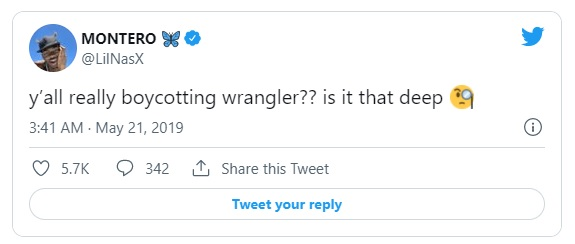 MONTERO 🦋
@LilNasX
y’all really boycotting wrangler?? is it that deep 🧐
3:41 AM · May 21, 2019
5.7K 342 Share this Tweet
Tweet your reply